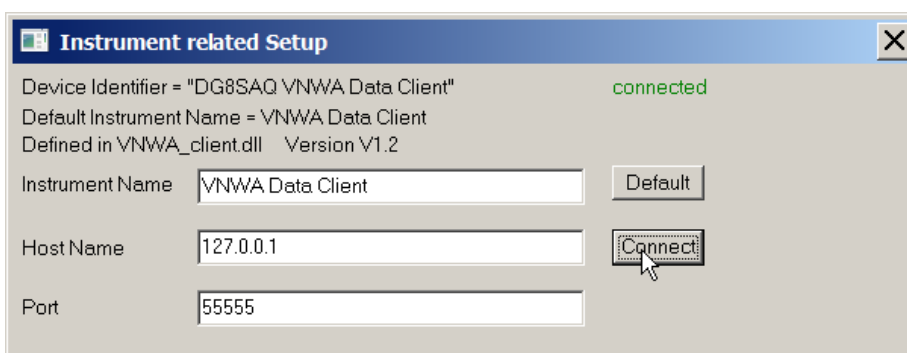 Instrument related Setup
Device Identifier = "DG8SAQ VNWA Data Client" connected
Default Instrument Name = VNWA Data Client
Defined in VNWA_client.dll Version V1.2
Instrument Name VNWA Data Client Default
Host Name 127.0.0.1 Connect
Port 55555